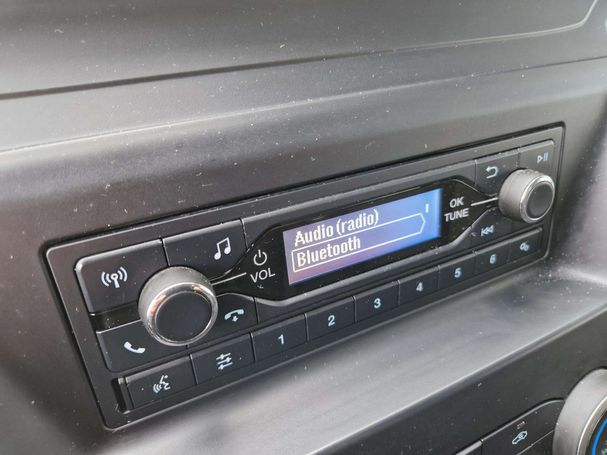 Audio (radio)
Bluetooth
VOL
OK
TUNE
1
2
3
4
5
6